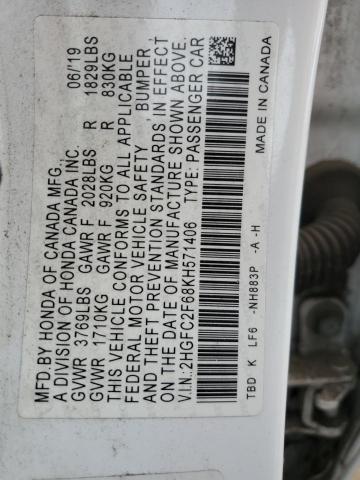 MFD.BY HONDA OF CANADA MFG., 06/19
A DIVISION OF HONDA CANADA INC.
GVWR 3769LBS GAWR F 2028LBS R 1829LBS
GVWR 1710KG GAWR F 920KG R 830KG
THIS VEHICLE CONFORMS TO ALL APPLICABLE
FEDERAL MOTOR VEHICLE SAFETY, BUMPER,
AND THEFT PREVENTION STANDARDS IN EFFECT
ON THE DATE OF MANUFACTURE SHOWN ABOVE.
V.I.N.: 2HGFC2F68KH571406 TYPE: PASSENGER CAR
TBD K LF6 -NH883P -A -H MADE IN CANADA